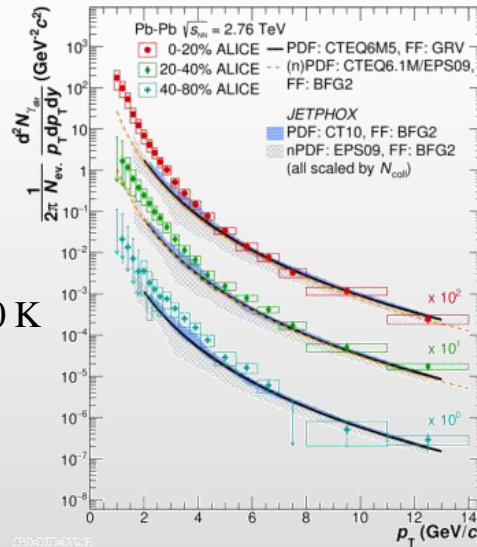 Pb-Pb √s_NN = 2.76 TeV
0-20% ALICE
20-40% ALICE
40-80% ALICE
PDF: CTEQ6M5, FF: GRV
(n)PDF: CTEQ6.1M/EPS09,
FF: BFG2
JETPHOX
PDF: CT10, FF: BFG2
nPDF: EPS09, FF: BFG2
(all scaled by N_coll)
1/(2π N_ev.) d²N_γdir/(p_T dp_T dy) (GeV⁻²c²)
10³
10²
10
1
10⁻¹
10⁻²
10⁻³
10⁻⁴
10⁻⁵
10⁻⁶
10⁻⁷
10⁻⁸
0 K
x 10²
x 10¹
x 10⁰
0 2 4 6 8 10 12 14
p_T (GeV/c